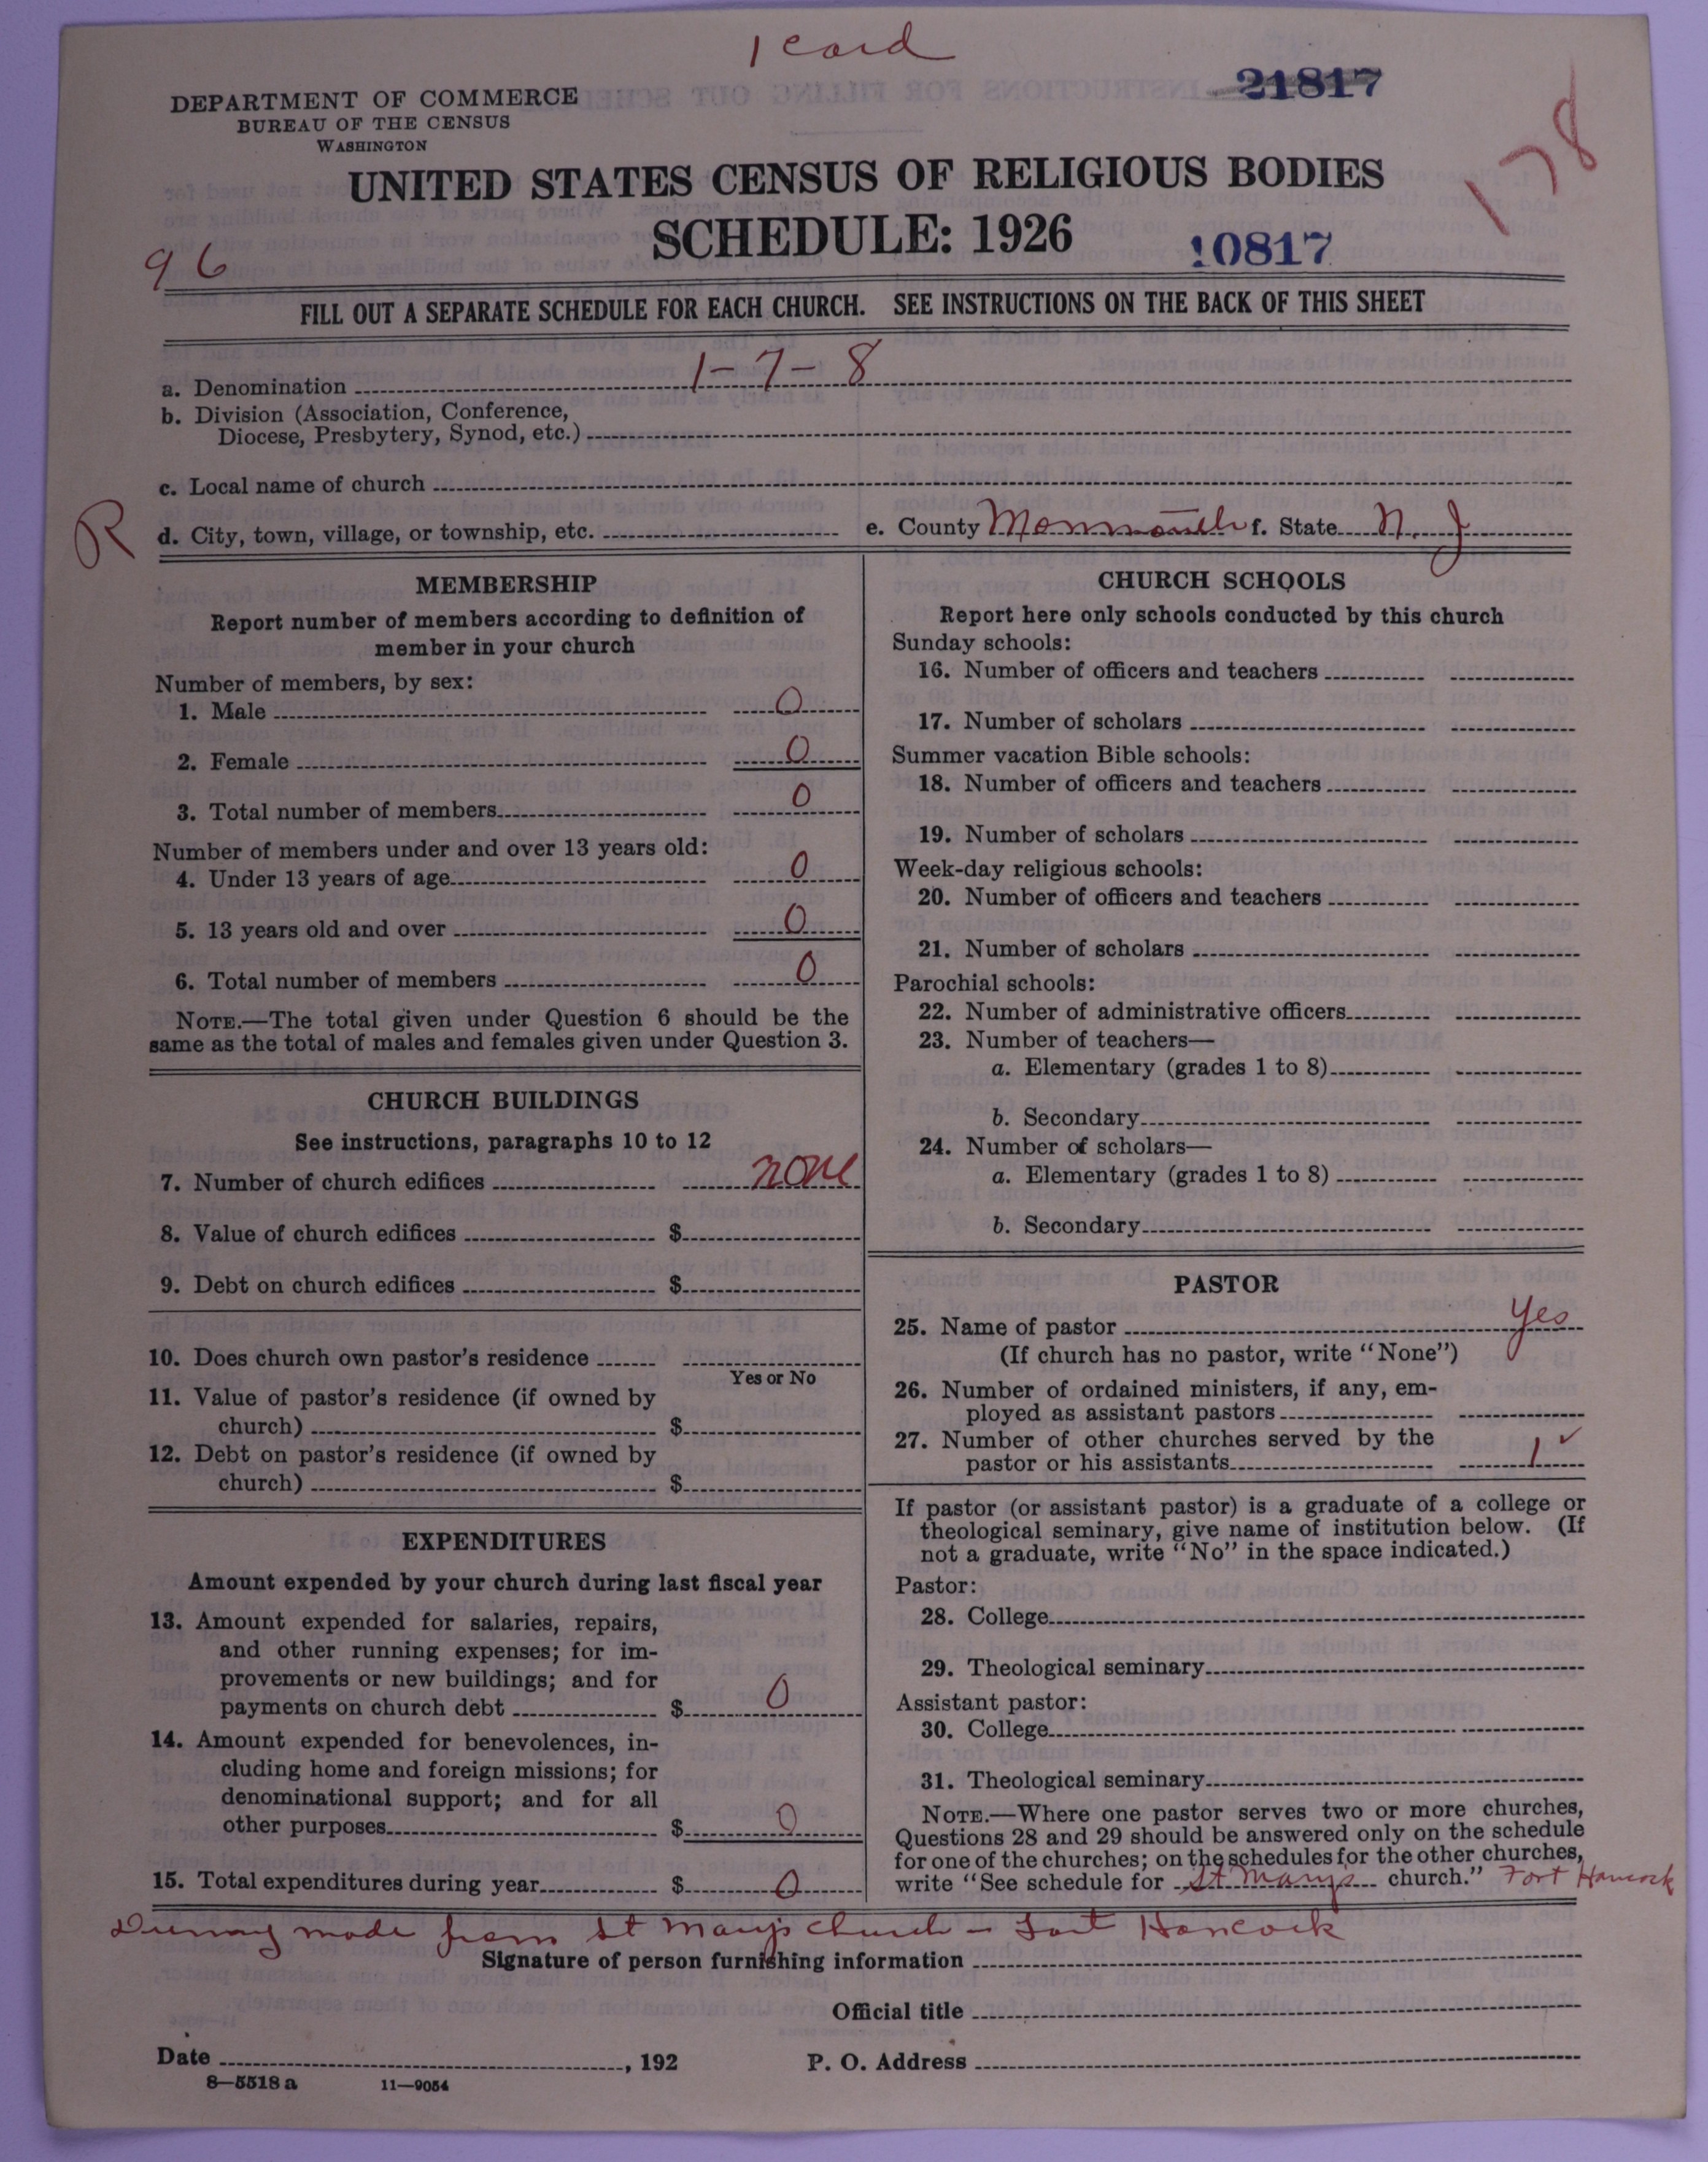 1 card
21817
DEPARTMENT OF COMMERCE
BUREAU OF THE CENSUS
WASHINGTON
178
UNITED STATES CENSUS OF RELIGIOUS BODIES
SCHEDULE: 1926
10817
96
FILL OUT A SEPARATE SCHEDULE FOR EACH CHURCH. SEE INSTRUCTIONS ON THE BACK OF THIS SHEET
a. Denomination 1-7-8
b. Division (Association, Conference,
Diocese, Presbytery, Synod, etc.)
c. Local name of church
R
d. City, town, village, or township, etc. e. County Monmouth f. State N. J
MEMBERSHIP
Report number of members according to definition of
member in your church
Number of members, by sex:
1. Male 0
2. Female 0
3. Total number of members 0
Number of members under and over 13 years old:
4. Under 13 years of age 0
5. 13 years old and over 0
6. Total number of members 0
NOTE.—The total given under Question 6 should be the
same as the total of males and females given under Question 3.
CHURCH BUILDINGS
See instructions, paragraphs 10 to 12
7. Number of church edifices none
8. Value of church edifices $
9. Debt on church edifices $
10. Does church own pastor's residence
Yes or No
11. Value of pastor's residence (if owned by
church) $
12. Debt on pastor's residence (if owned by
church) $
EXPENDITURES
Amount expended by your church during last fiscal year
13. Amount expended for salaries, repairs,
and other running expenses; for im-
provements or new buildings; and for
payments on church debt $ 0
14. Amount expended for benevolences, in-
cluding home and foreign missions; for
denominational support; and for all
other purposes $ 0
15. Total expenditures during year $ 0
CHURCH SCHOOLS
Report here only schools conducted by this church
Sunday schools:
16. Number of officers and teachers
17. Number of scholars
Summer vacation Bible schools:
18. Number of officers and teachers
19. Number of scholars
Week-day religious schools:
20. Number of officers and teachers
21. Number of scholars
Parochial schools:
22. Number of administrative officers
23. Number of teachers—
a. Elementary (grades 1 to 8)
b. Secondary
24. Number of scholars—
a. Elementary (grades 1 to 8)
b. Secondary
PASTOR
25. Name of pastor Yes
(If church has no pastor, write "None")
26. Number of ordained ministers, if any, em-
ployed as assistant pastors
27. Number of other churches served by the
pastor or his assistants 1 ✓
If pastor (or assistant pastor) is a graduate of a college or
theological seminary, give name of institution below. (If
not a graduate, write "No" in the space indicated.)
Pastor:
28. College
29. Theological seminary
Assistant pastor:
30. College
31. Theological seminary
NOTE.—Where one pastor serves two or more churches,
Questions 28 and 29 should be answered only on the schedule
for one of the churches; on the schedules for the other churches,
write "See schedule for St Mary's church." Fort Hancock
made from St Mary's church - Fort Hancock
Signature of person furnishing information
Official title
Date , 192 P. O. Address
8—5518 a 11—9054